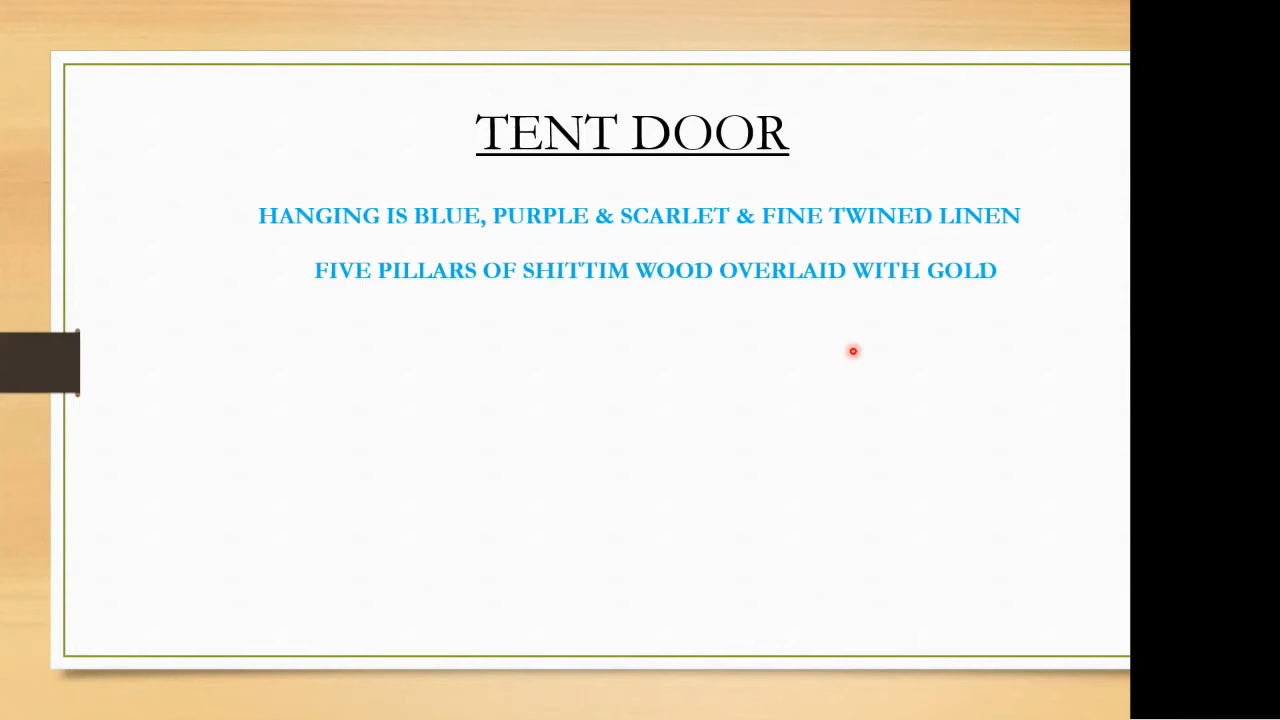 TENT DOOR
HANGING IS BLUE, PURPLE & SCARLET & FINE TWINED LINEN
FIVE PILLARS OF SHITTIM WOOD OVERLAID WITH GOLD